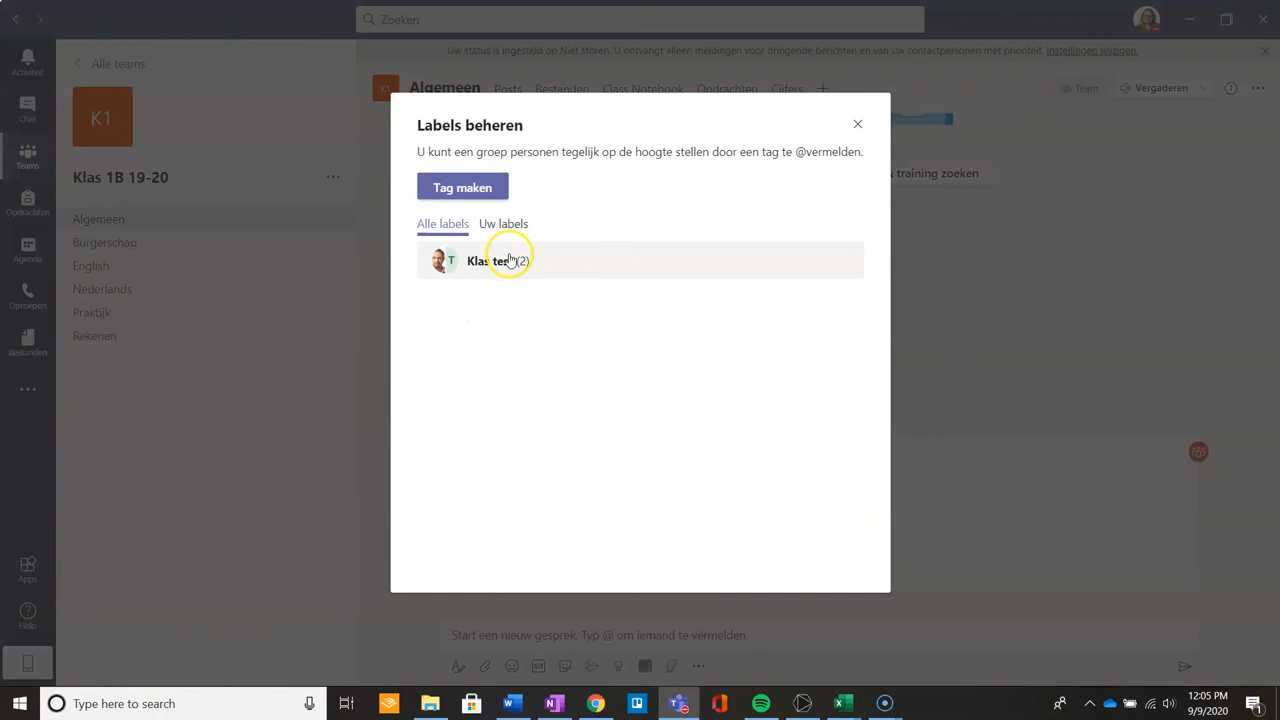 Zoeken
Uw status is ingesteld op Niet storen. U ontvangt alleen meldingen voor dringende berichten en van uw contactpersonen met prioriteit. Instellingen wijzigen.
Activiteit
Chat
Teams
Opdrachten
Agenda
Oproepen
Bestanden
Apps
Help
Alle teams
K1
Klas 1B 19-20
Algemeen
Burgerschap
English
Nederlands
Praktijk
Rekenen
K1
Algemeen Posts Bestanden Class Notebook Opdrachten Cijfers
Team
Vergaderen
& training zoeken
Labels beheren
U kunt een groep personen tegelijk op de hoogte stellen door een tag te @vermelden.
Tag maken
Alle labels Uw labels
T
Klas (2)
Start een nieuw gesprek. Typ @ om iemand te vermelden.
GIF
Type here to search
12:05 PM
9/9/2020